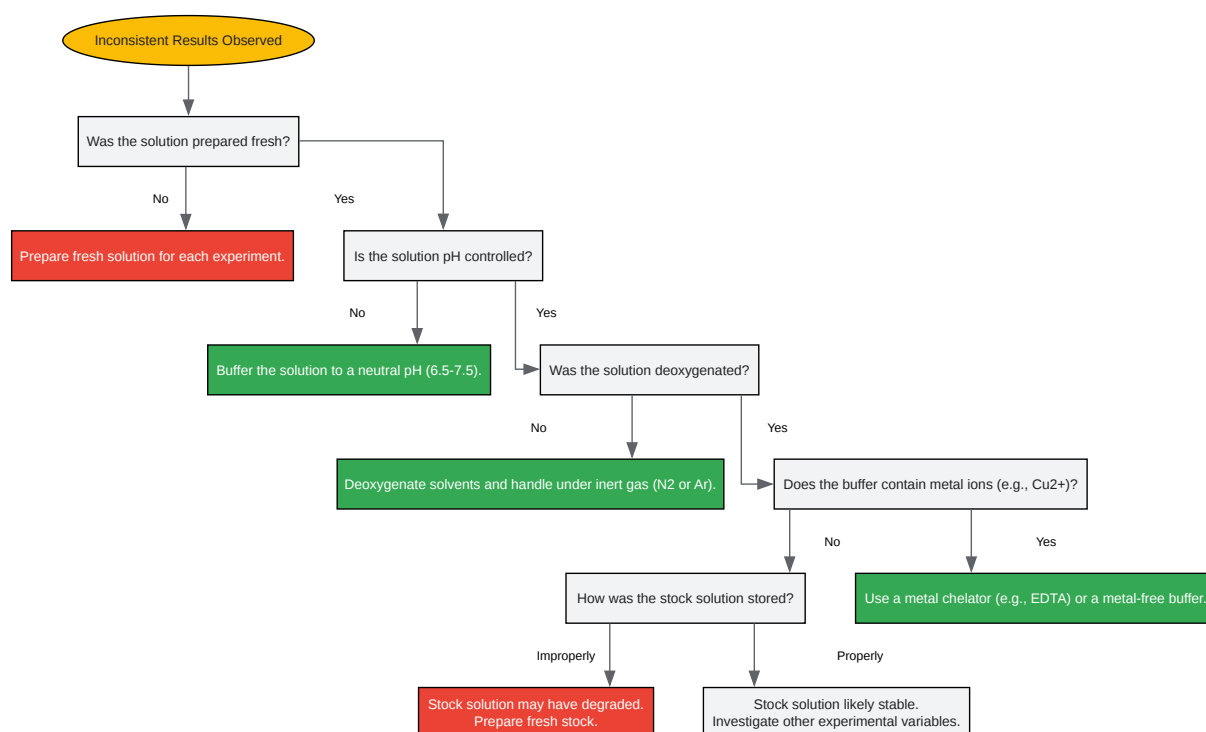 Inconsistent Results Observed
Was the solution prepared fresh?
No
Yes
Prepare fresh solution for each experiment.
Is the solution pH controlled?
No
Yes
Buffer the solution to a neutral pH (6.5-7.5).
Was the solution deoxygenated?
No
Yes
Deoxygenate solvents and handle under inert gas (N2 or Ar).
Does the buffer contain metal ions (e.g., Cu2+)?
No
Yes
How was the stock solution stored?
Use a metal chelator (e.g., EDTA) or a metal-free buffer.
Improperly
Properly
Stock solution may have degraded.
Prepare fresh stock.
Stock solution likely stable.
Investigate other experimental variables.